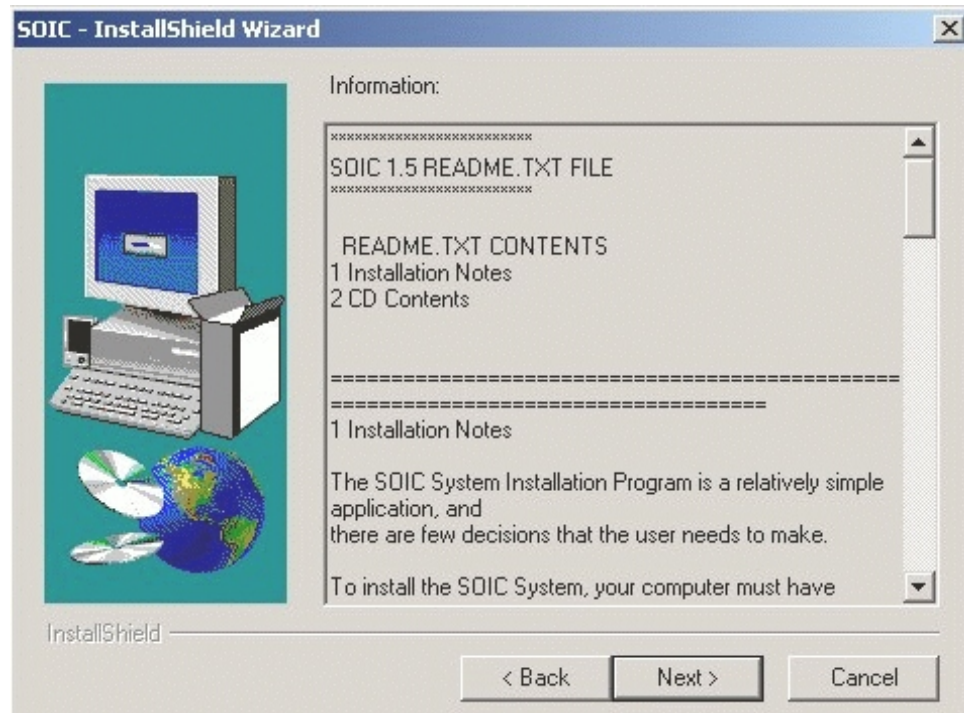 SOIC - InstallShield Wizard
Information:
************************
SOIC 1.5 README.TXT FILE
************************
README.TXT CONTENTS
1 Installation Notes
2 CD Contents
===============================================
====================================
1 Installation Notes
The SOIC System Installation Program is a relatively simple
application, and
there are few decisions that the user needs to make.
To install the SOIC System, your computer must have
InstallShield
< Back
Next >
Cancel